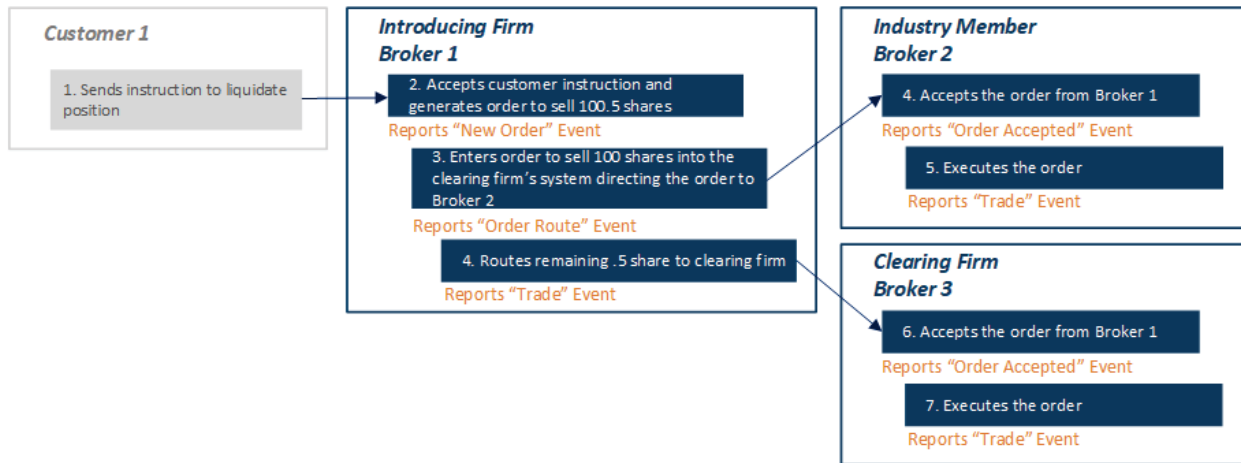 Customer 1
1. Sends instruction to liquidate
position
Introducing Firm
Broker 1
2. Accepts customer instruction and
generates order to sell 100.5 shares
Reports “New Order” Event
3. Enters order to sell 100 shares into the
clearing firm’s system directing the order to
Broker 2
Reports “Order Route” Event
4. Routes remaining .5 share to clearing firm
Reports “Trade” Event
Industry Member
Broker 2
4. Accepts the order from Broker 1
Reports “Order Accepted” Event
5. Executes the order
Reports “Trade” Event
Clearing Firm
Broker 3
6. Accepts the order from Broker 1
Reports “Order Accepted” Event
7. Executes the order
Reports “Trade” Event